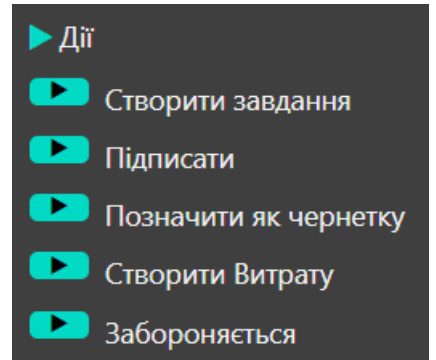 Дії
Створити завдання
Підписати
Позначити як чернетку
Створити Витрату
Забороняється